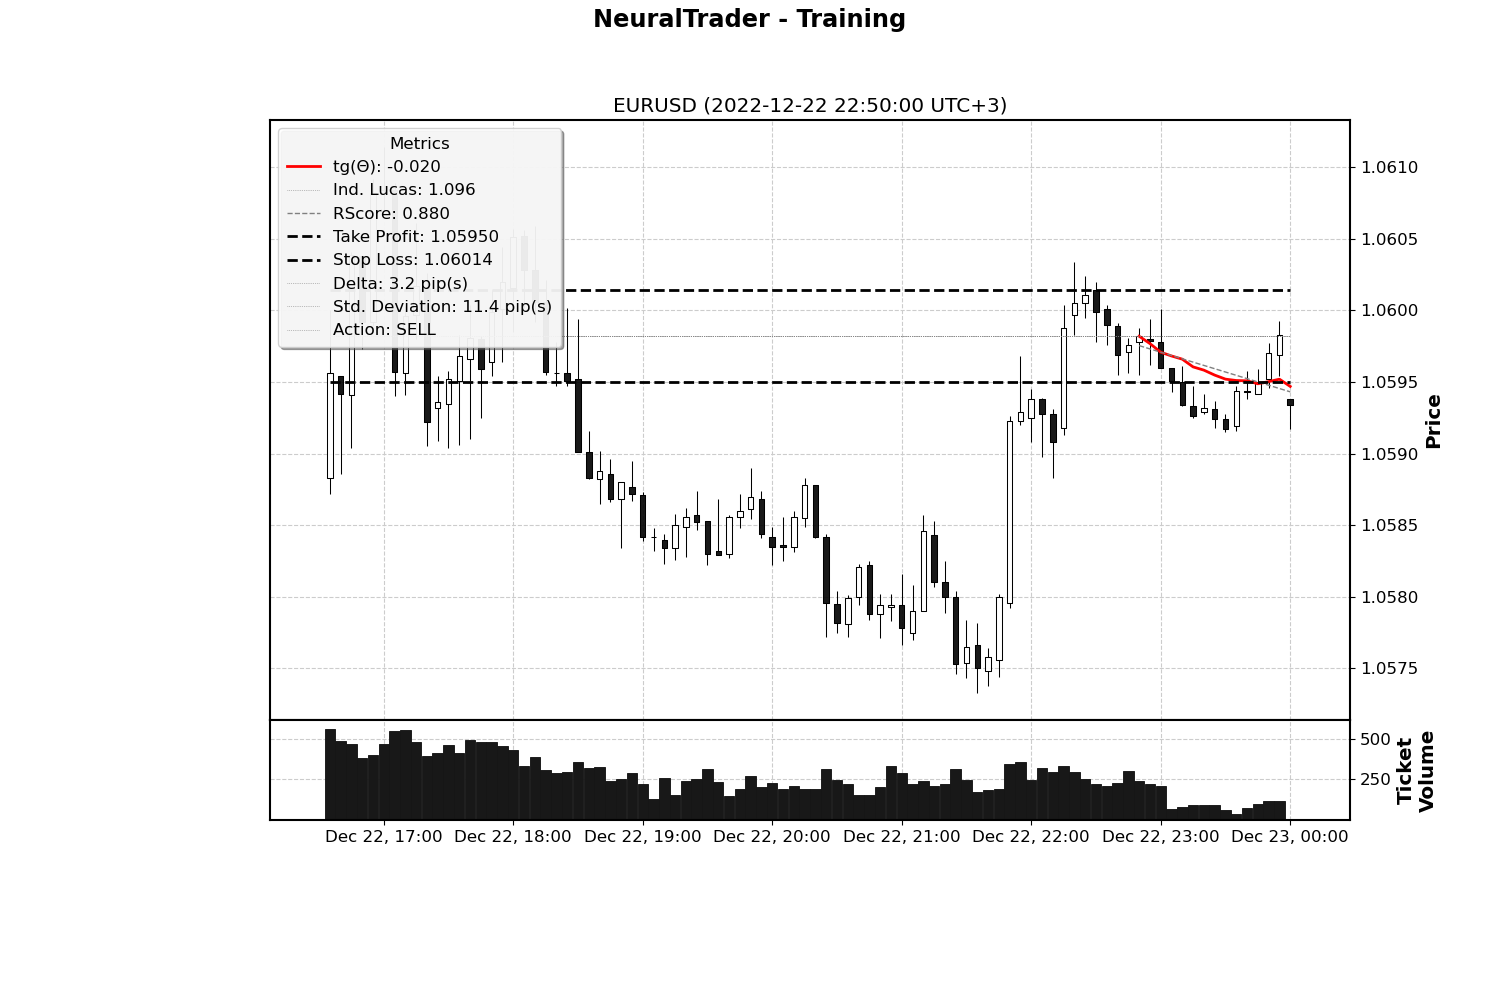 NeuralTrader - Training
EURUSD (2022-12-22 22:50:00 UTC+3)
Metrics
tg(Θ): -0.020
Ind. Lucas: 1.096
RScore: 0.880
Take Profit: 1.05950
Stop Loss: 1.06014
Delta: 3.2 pip(s)
Std. Deviation: 11.4 pip(s)
Action: SELL
1.0610
1.0605
1.0600
1.0595
1.0590
1.0585
1.0580
1.0575
Price
500
250
Ticket
Volume
Dec 22, 17:00 Dec 22, 18:00 Dec 22, 19:00 Dec 22, 20:00 Dec 22, 21:00 Dec 22, 22:00 Dec 22, 23:00 Dec 23, 00:00